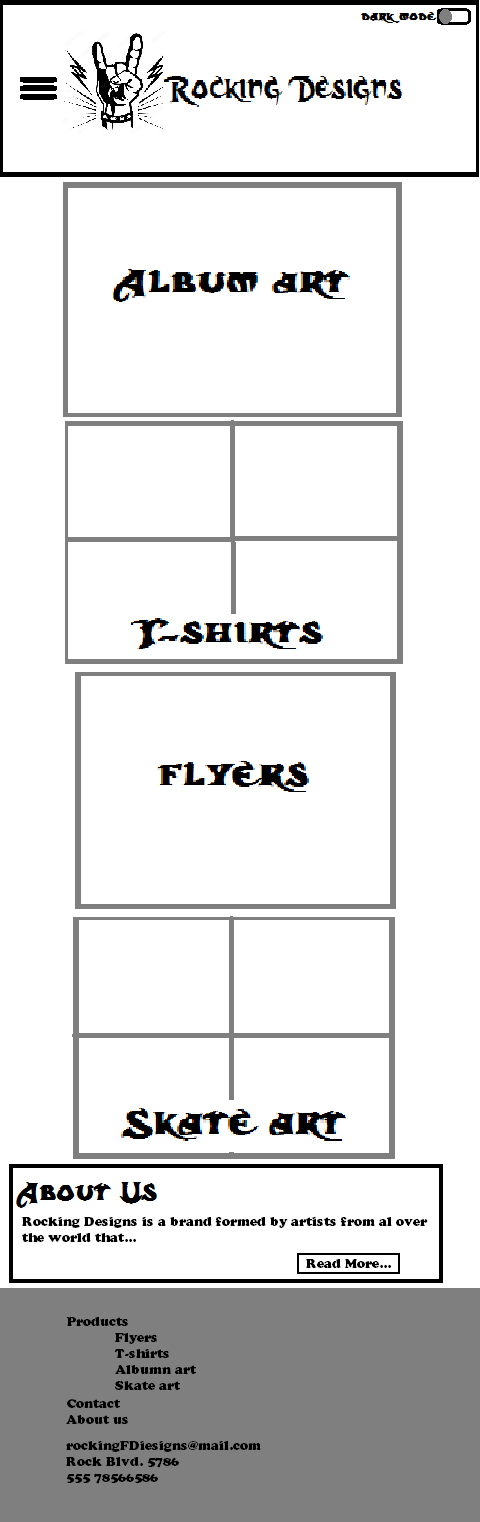 DARK MODE
Rocking Designs
Album art
T-shirts
Flyers
Skate art
About Us
Rocking Designs is a brand formed by artists from al over
the world that...
Read More...
Products
Flyers
T-shirts
Albumn art
Skate art
Contact
About us
rockingFDiesigns@mail.com
Rock Blvd. 5786
555 78566586